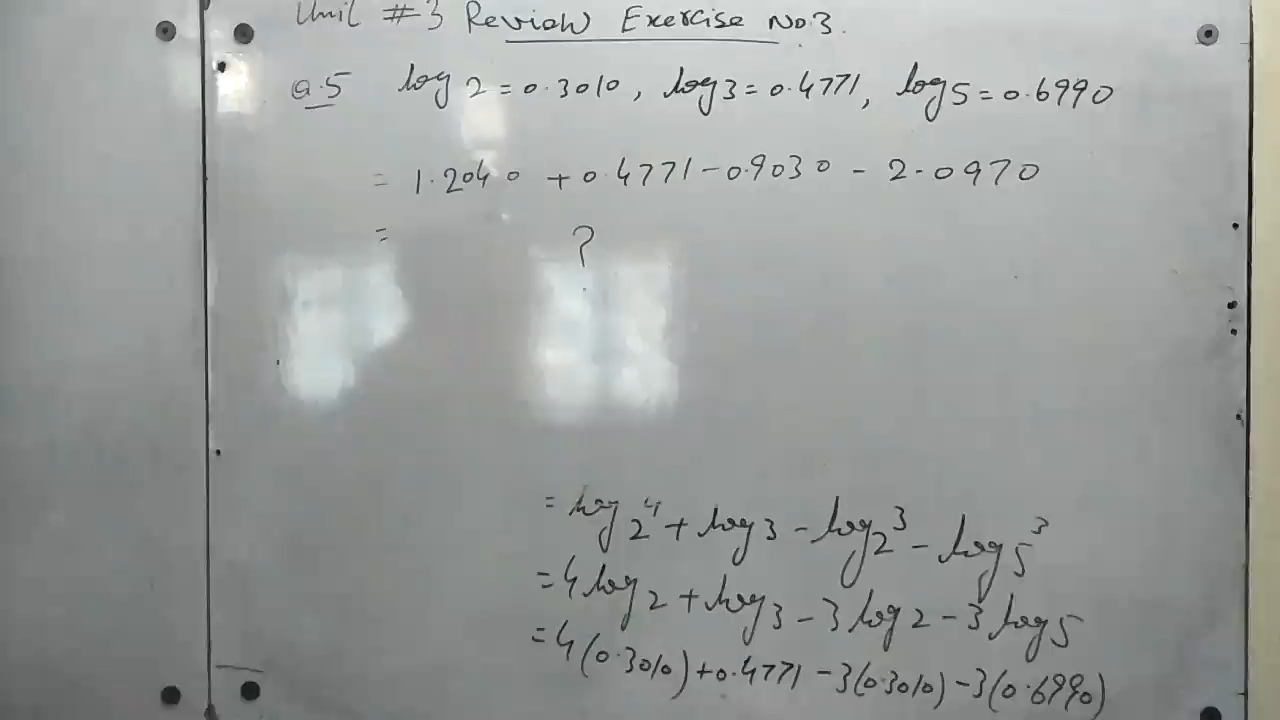 Unit #3 Review Exercise No.3.
Q.5 log 2 = 0.3010, log 3 = 0.4771, log 5 = 0.6990
= 1.2040 + 0.4771 - 0.9030 - 2.0970
= ?
= log 2⁴ + log 3 - log 2³ - log 5³
= 4 log 2 + log 3 - 3 log 2 - 3 log 5
= 4(0.3010) + 0.4771 - 3(0.3010) - 3(0.6990)